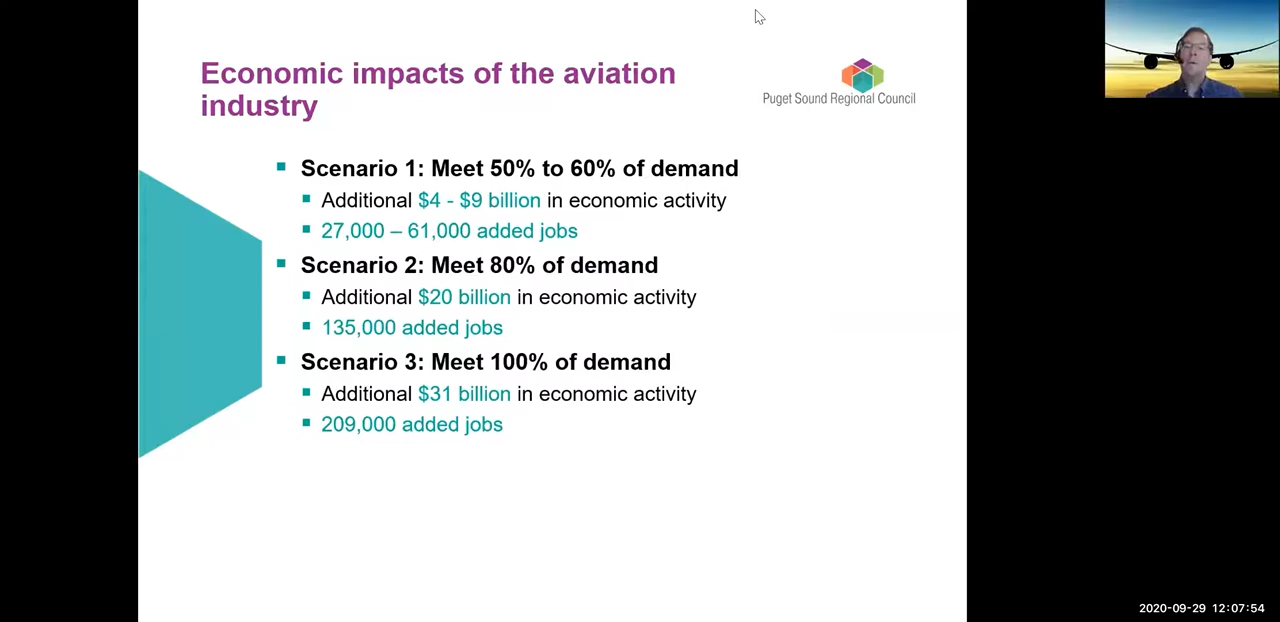 Economic impacts of the aviation
industry
Puget Sound Regional Council
Scenario 1: Meet 50% to 60% of demand
Additional $4 - $9 billion in economic activity
27,000 – 61,000 added jobs
Scenario 2: Meet 80% of demand
Additional $20 billion in economic activity
135,000 added jobs
Scenario 3: Meet 100% of demand
Additional $31 billion in economic activity
209,000 added jobs
2020-09-29 12:07:54